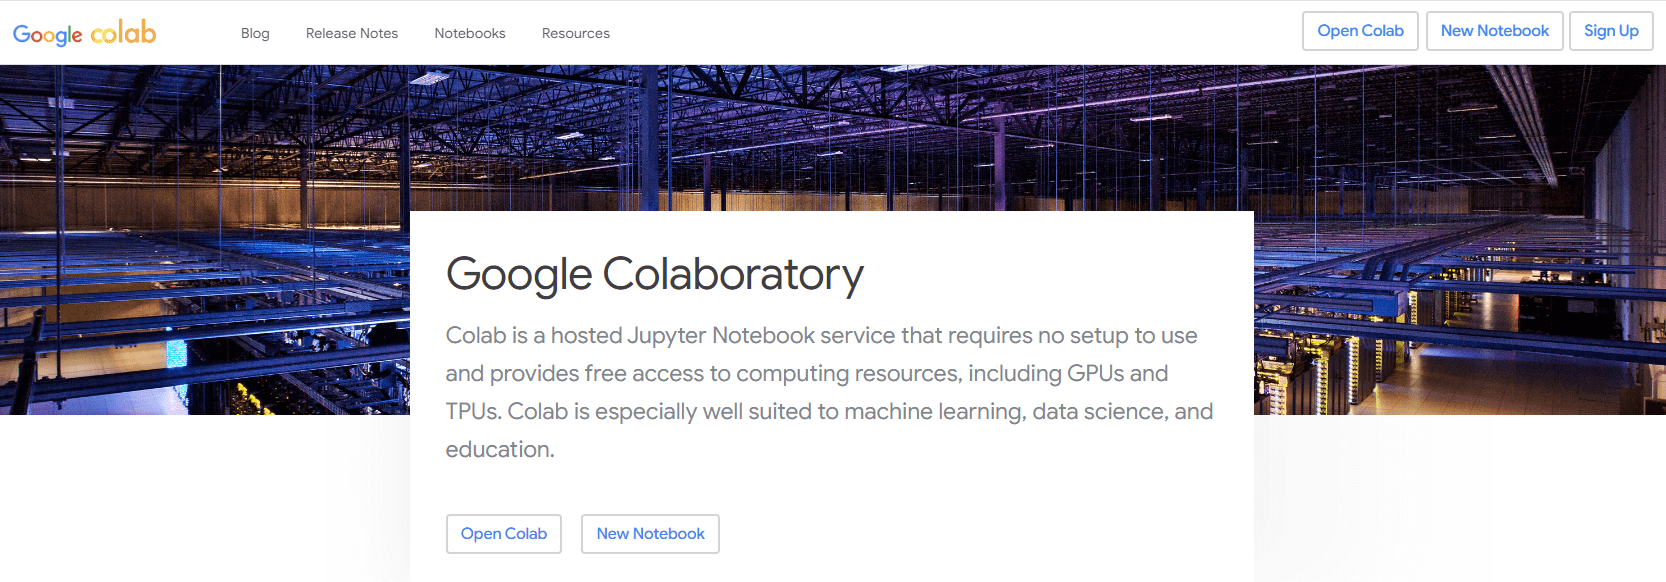 Google colab
Blog
Release Notes
Notebooks
Resources
Open Colab
New Notebook
Sign Up
Google Colaboratory
Colab is a hosted Jupyter Notebook service that requires no setup to use
and provides free access to computing resources, including GPUs and
TPUs. Colab is especially well suited to machine learning, data science, and
education.
Open Colab
New Notebook